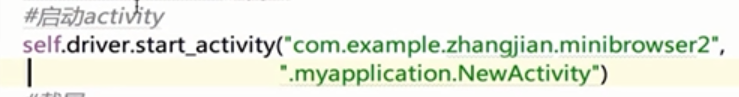 #启动activity
self.driver.start_activity("com.example.zhangjian.minibrowser2",
".myapplication.NewActivity")